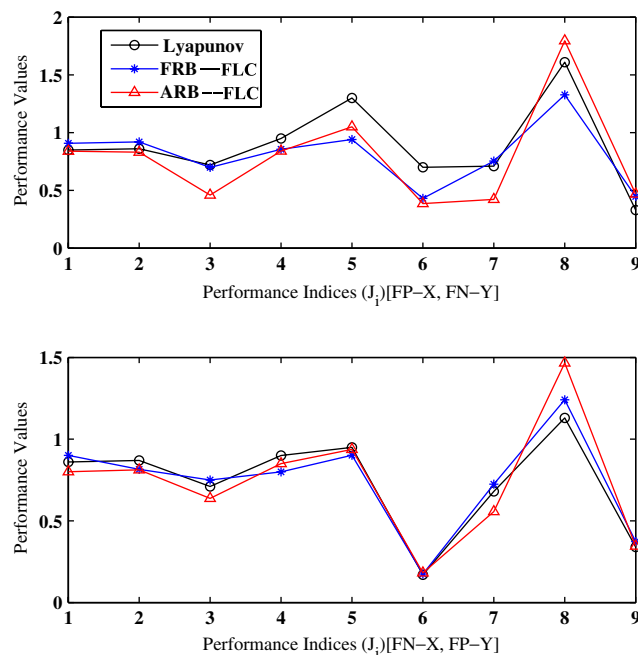 2
1.5
1
0.5
0
Performance Values
Lyapunov
FRB —FLC
ARB --FLC
1 2 3 4 5 6 7 8 9
Performance Indices (J_i)[FP−X, FN−Y]
1.5
1
0.5
0
Performance Values
1 2 3 4 5 6 7 8 9
Performance Indices (J_i)[FN−X, FP−Y]